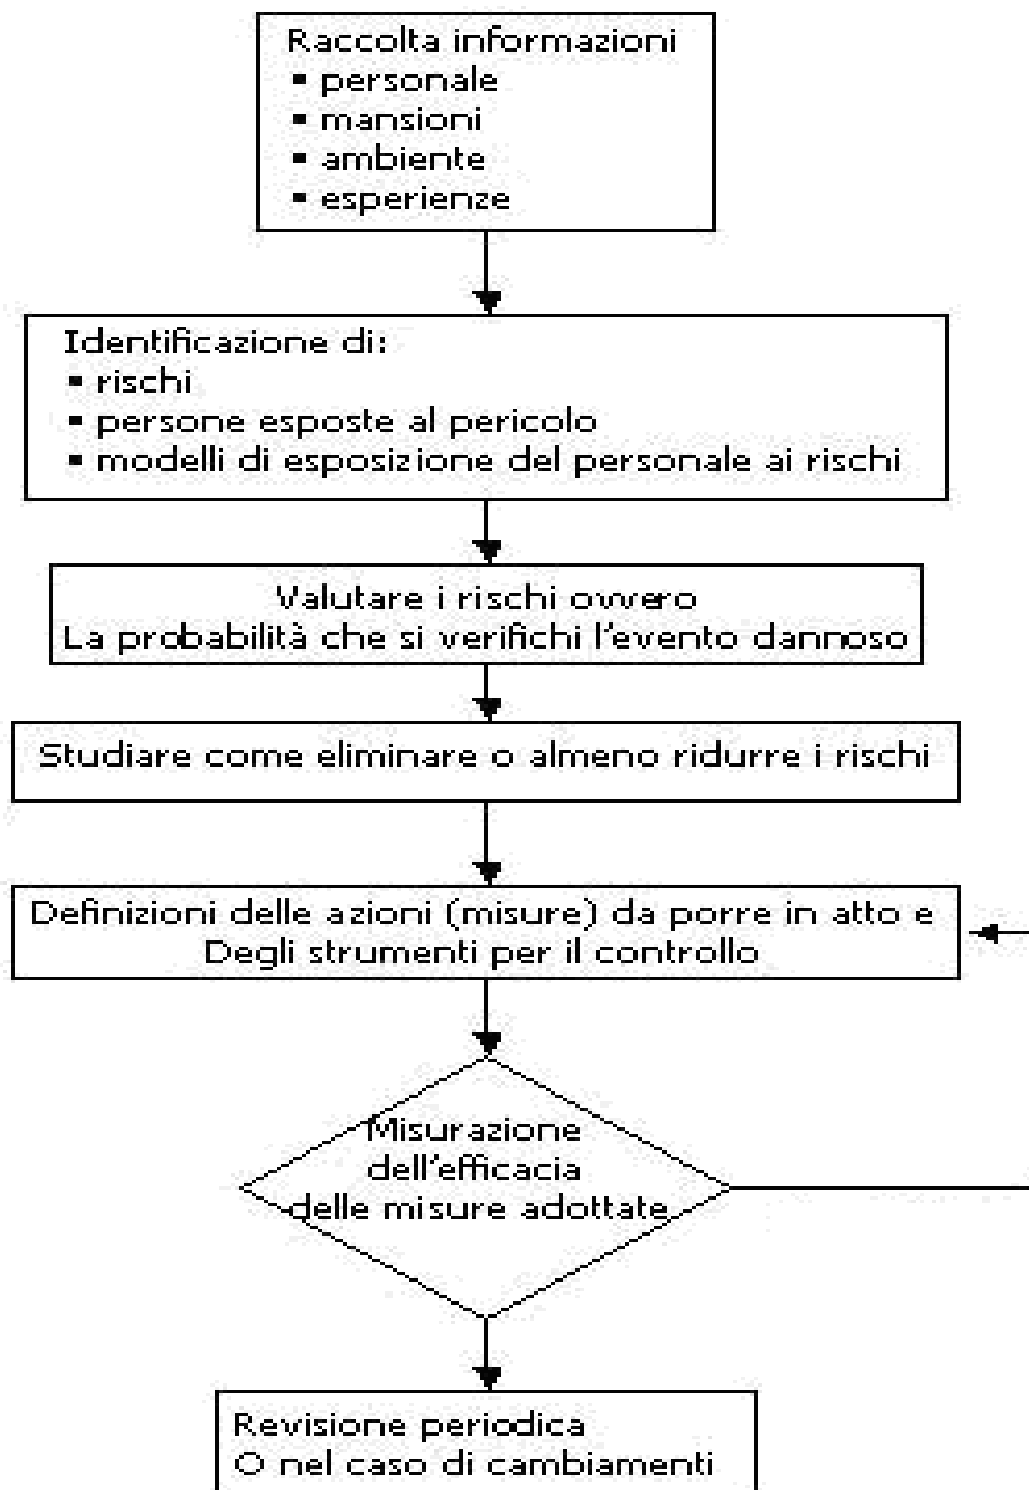 Raccolta informazioni
▪ personale
▪ mansioni
▪ ambiente
▪ esperienze
Identificazione di:
▪ rischi
▪ persone esposte al pericolo
▪ modelli di esposizione del personale ai rischi
Valutare i rischi ovvero
La probabilità che si verifichi l'evento dannoso
Studiare come eliminare o almeno ridurre i rischi
Definizioni delle azioni (misure) da porre in atto e
Degli strumenti per il controllo
Misurazione
dell'efficacia
delle misure adottate
Revisione periodica
O nel caso di cambiamenti